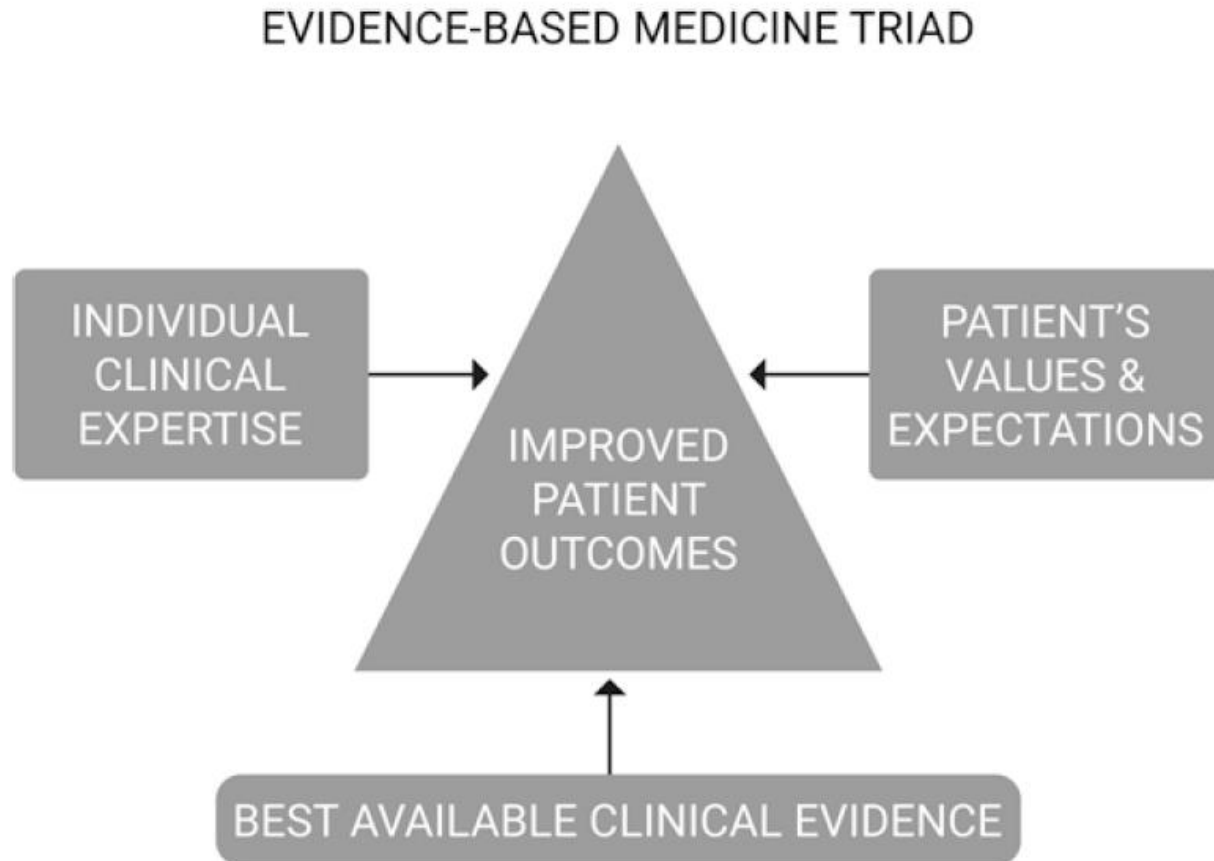 EVIDENCE-BASED MEDICINE TRIAD
INDIVIDUAL
CLINICAL
EXPERTISE
PATIENT’S
VALUES &
EXPECTATIONS
IMPROVED
PATIENT
OUTCOMES
BEST AVAILABLE CLINICAL EVIDENCE